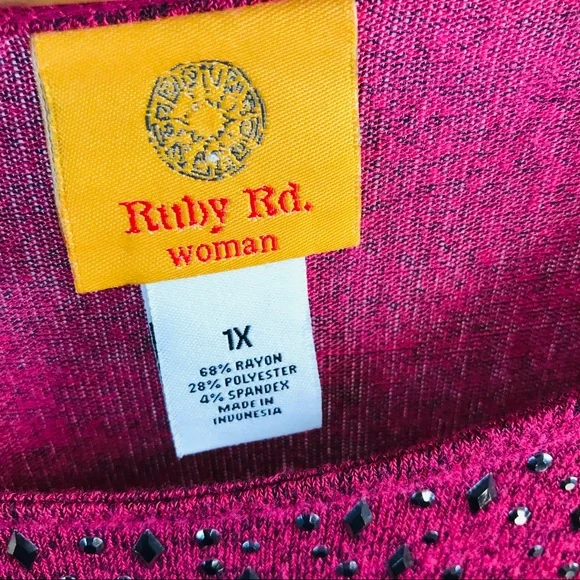 Ruby Rd.
woman
1X
68% RAYON
28% POLYESTER
4% SPANDEX
MADE IN
INDONESIA